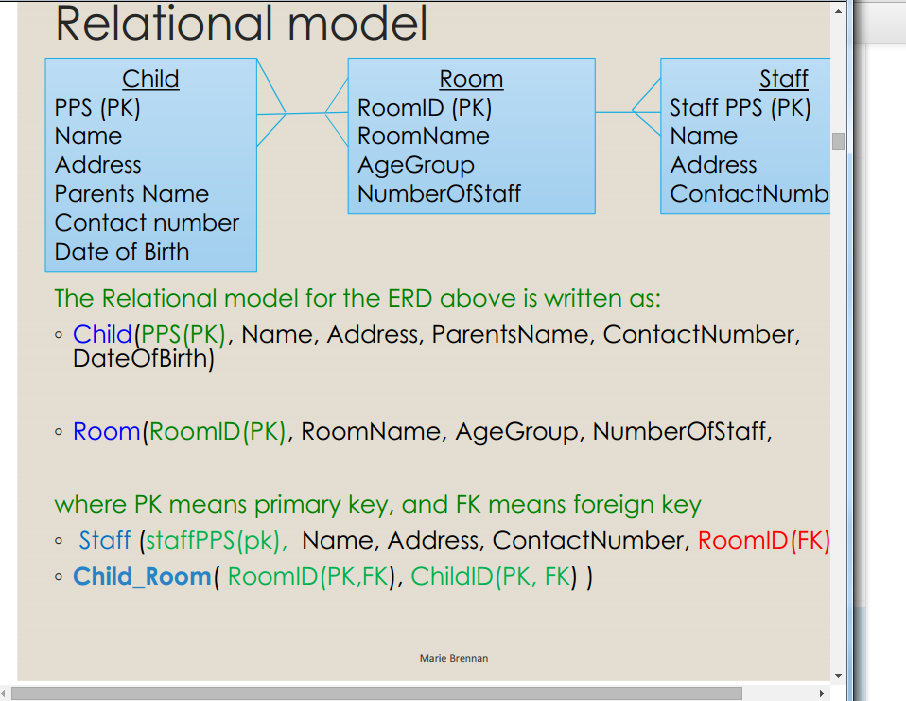 Relational model
Child
PPS (PK)
Name
Address
Parents Name
Contact number
Date of Birth
Room
RoomID (PK)
RoomName
AgeGroup
NumberOfStaff
Staff
Staff PPS (PK)
Name
Address
ContactNumb
The Relational model for the ERD above is written as:
◦ Child(PPS(PK), Name, Address, ParentsName, ContactNumber,
DateOfBirth)
◦ Room(RoomID(PK), RoomName, AgeGroup, NumberOfStaff,
where PK means primary key, and FK means foreign key
◦ Staff (staffPPS(pk), Name, Address, ContactNumber, RoomID(FK)
◦ Child_Room( RoomID(PK,FK), ChildID(PK, FK) )
Marie Brennan